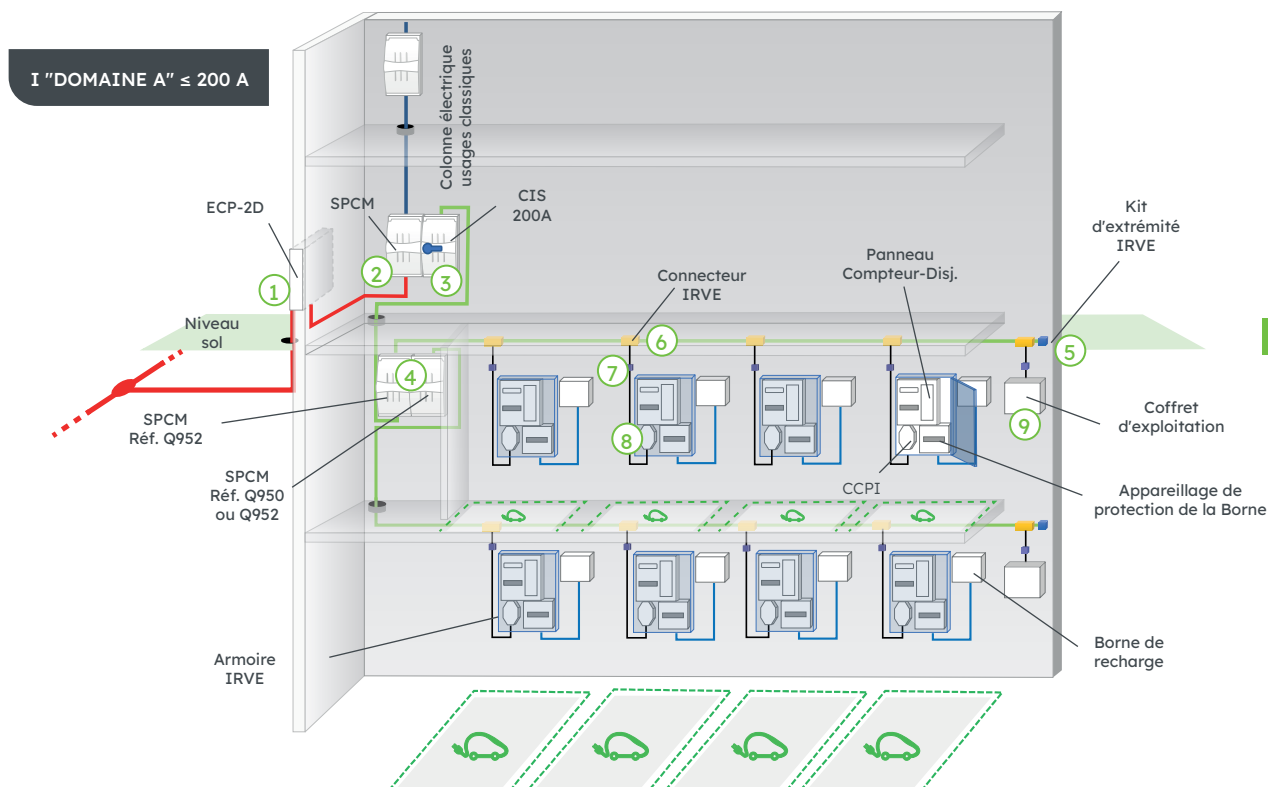 I "DOMAINE A" ≤ 200 A
Colonne électrique
usages classiques
ECP-2D
SPCM
CIS
200A
Kit
d'extrémité
IRVE
Panneau
Compteur-Disj.
Connecteur
IRVE
1
2
3
Niveau
sol
6
5
4
7
SPCM
Réf. Q952
8
9
Coffret
d'exploitation
SPCM
Réf. Q950
ou Q952
CCPI
Appareillage de
protection de la Borne
Armoire
IRVE
Borne de
recharge